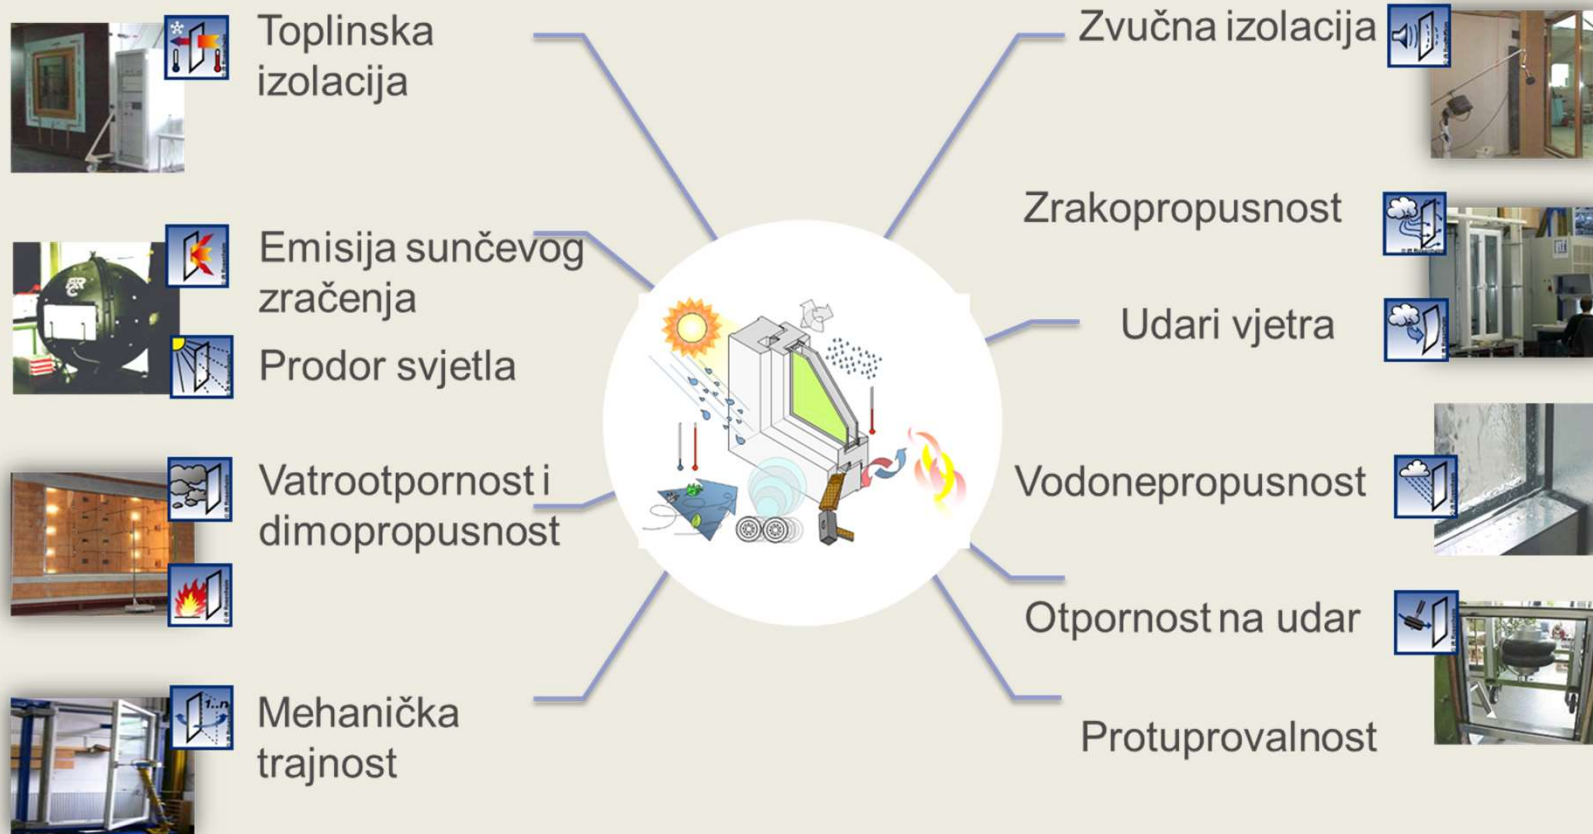 Toplinska
izolacija
Emisija sunčevog
zračenja
Prodor svjetla
Vatrootpornost i
dimopropusnost
Mehanička
trajnost
1..n
Zvučna izolacija
Zrakopropusnost
Udari vjetra
Vodonepropusnost
Otpornost na udar
Protuprovalnost